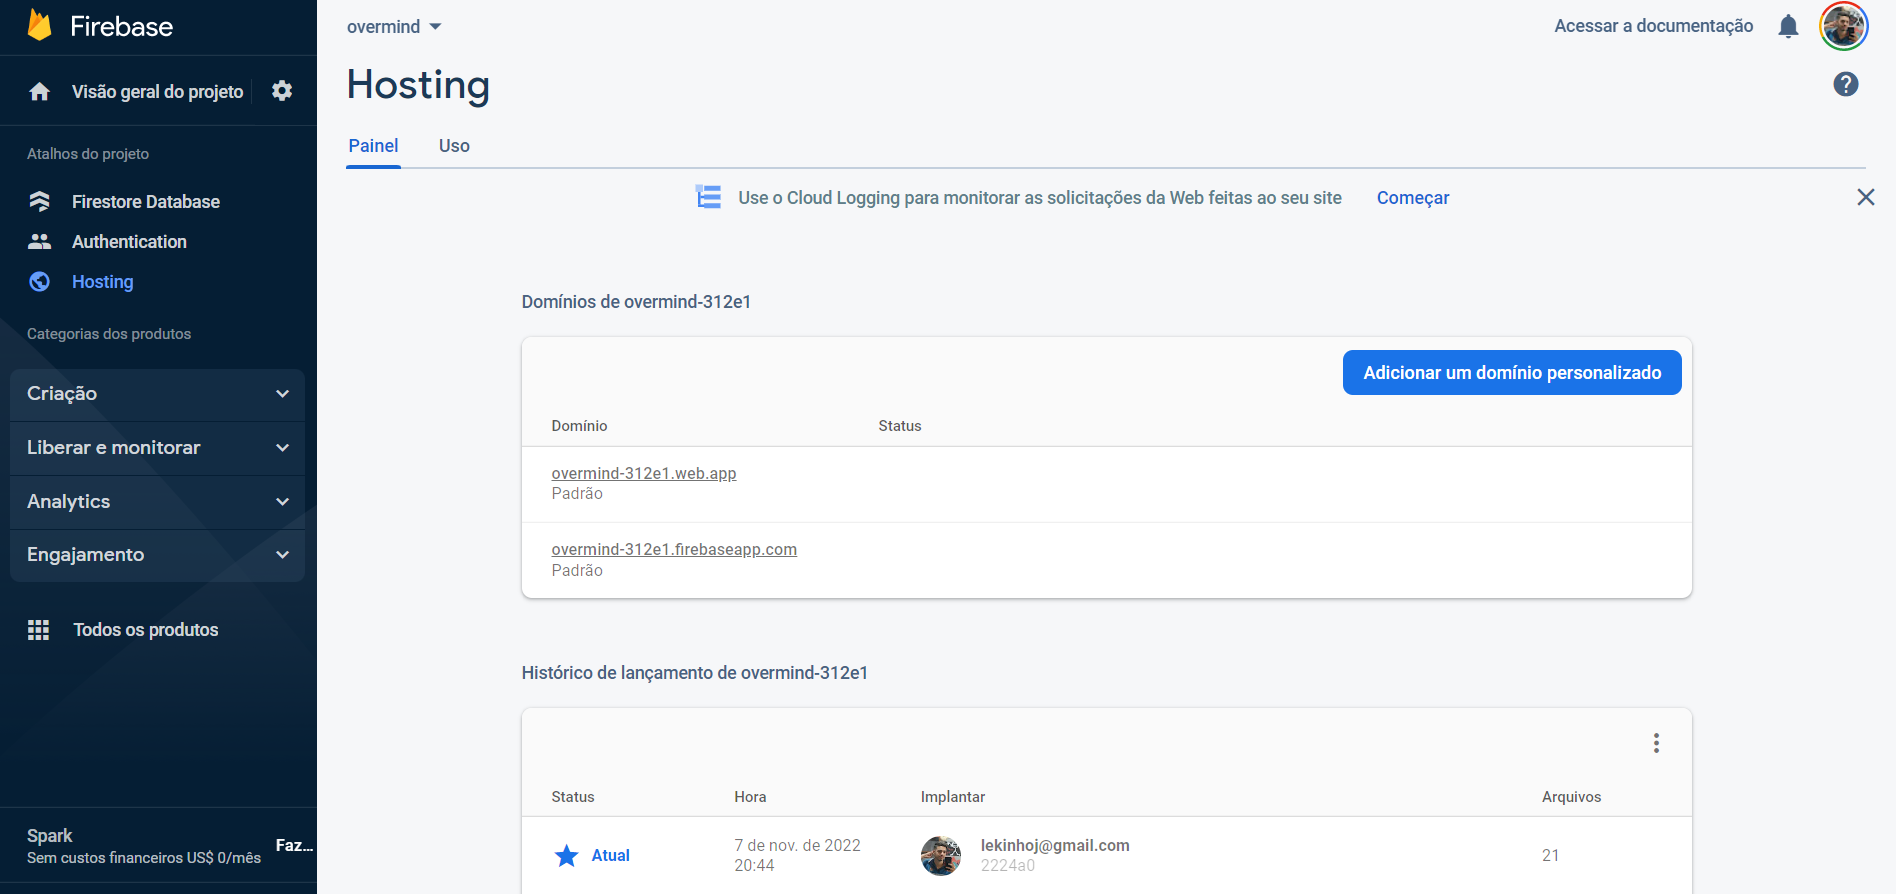 Firebase
Visão geral do projeto
Atalhos do projeto
Firestore Database
Authentication
Hosting
Categorias dos produtos
Criação
Liberar e monitorar
Analytics
Engajamento
Todos os produtos
Spark
Sem custos financeiros US$ 0/mês
Faz...
overmind
Acessar a documentação
Hosting
Painel Uso
Use o Cloud Logging para monitorar as solicitações da Web feitas ao seu site Começar
Domínios de overmind-312e1
Adicionar um domínio personalizado
Domínio Status
overmind-312e1.web.app
Padrão
overmind-312e1.firebaseapp.com
Padrão
Histórico de lançamento de overmind-312e1
Status Hora Implantar Arquivos
Atual 7 de nov. de 2022 20:44 lekinhoj@gmail.com 2224a0 21